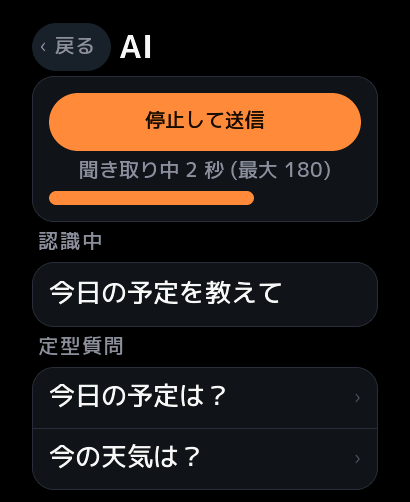 ‹ 戻る AI
停止して送信
聞き取り中 2 秒 (最大 180)
認識中
今日の予定を教えて
定型質問
今日の予定は？ ›
今の天気は？ ›